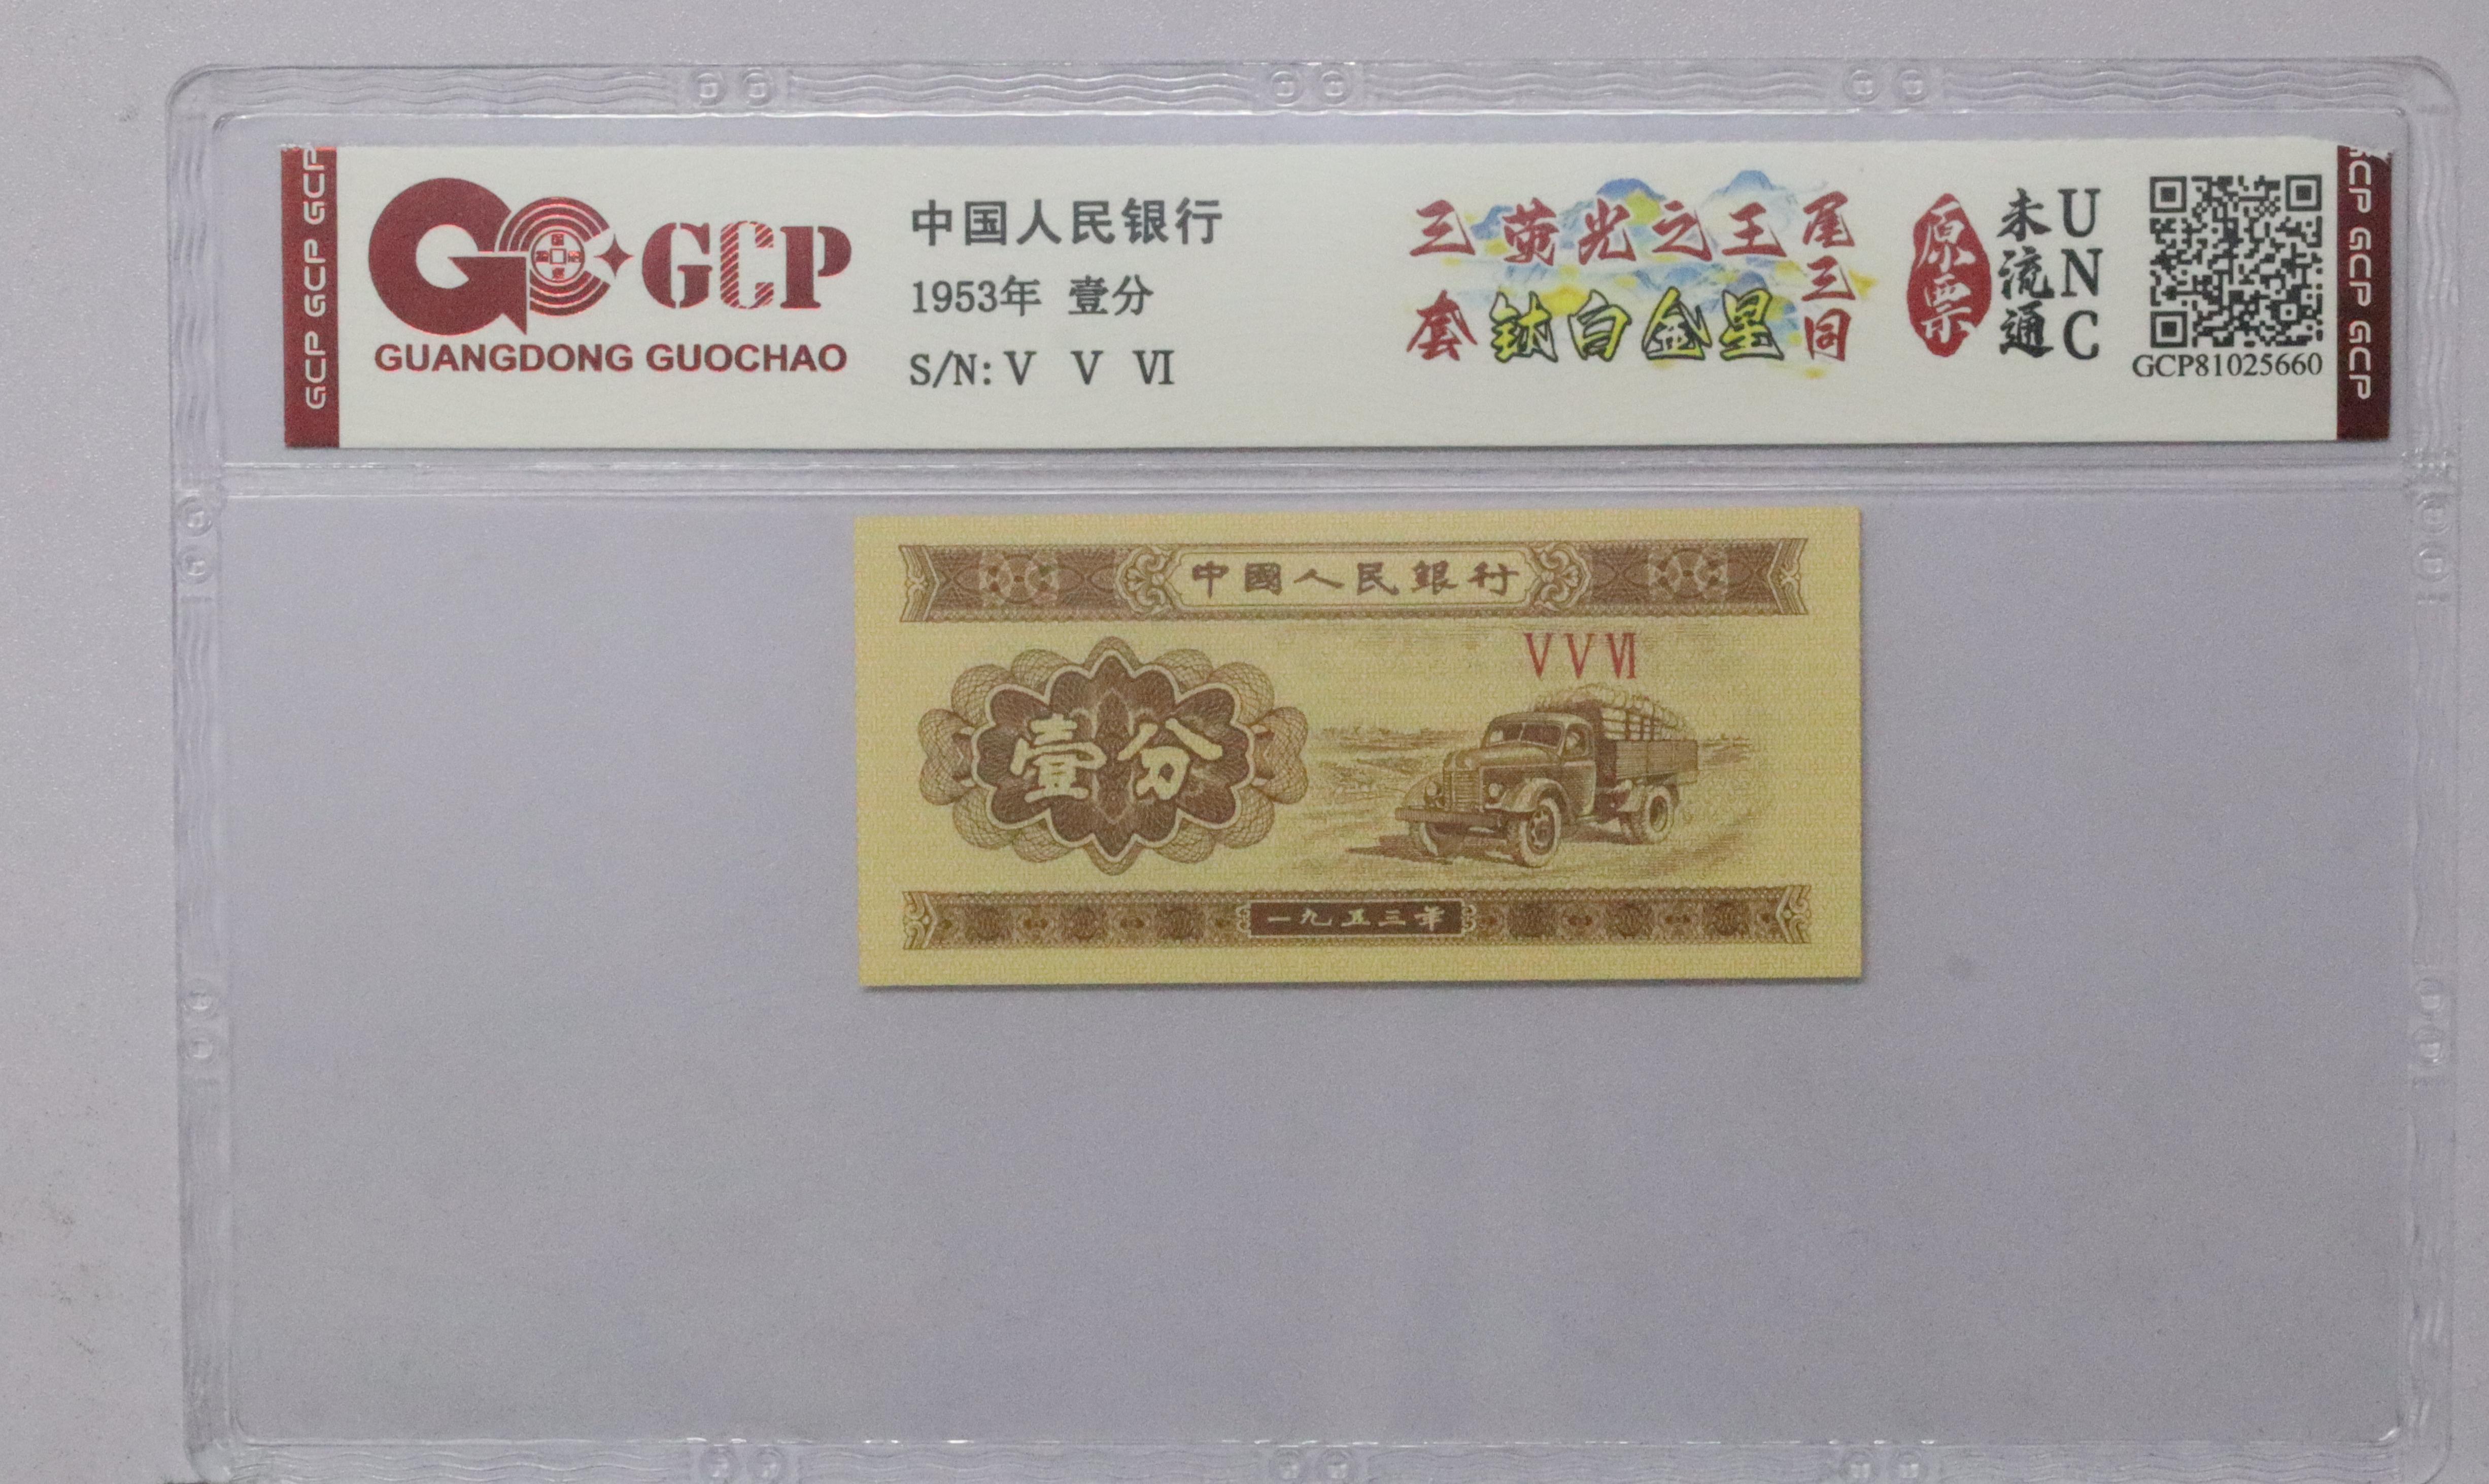 GCP GCP GCP
GCP
GUANGDONG GUOCHAO
中国人民银行
1953年 壹分
S/N: Ⅴ Ⅴ Ⅵ
三套
荧光之王
钛白金星
尾三同
原票
未流通
UNC
GCP81025660
GCP GCP GCP
中國人民銀行
ⅤⅤⅥ
壹分
一九五三年